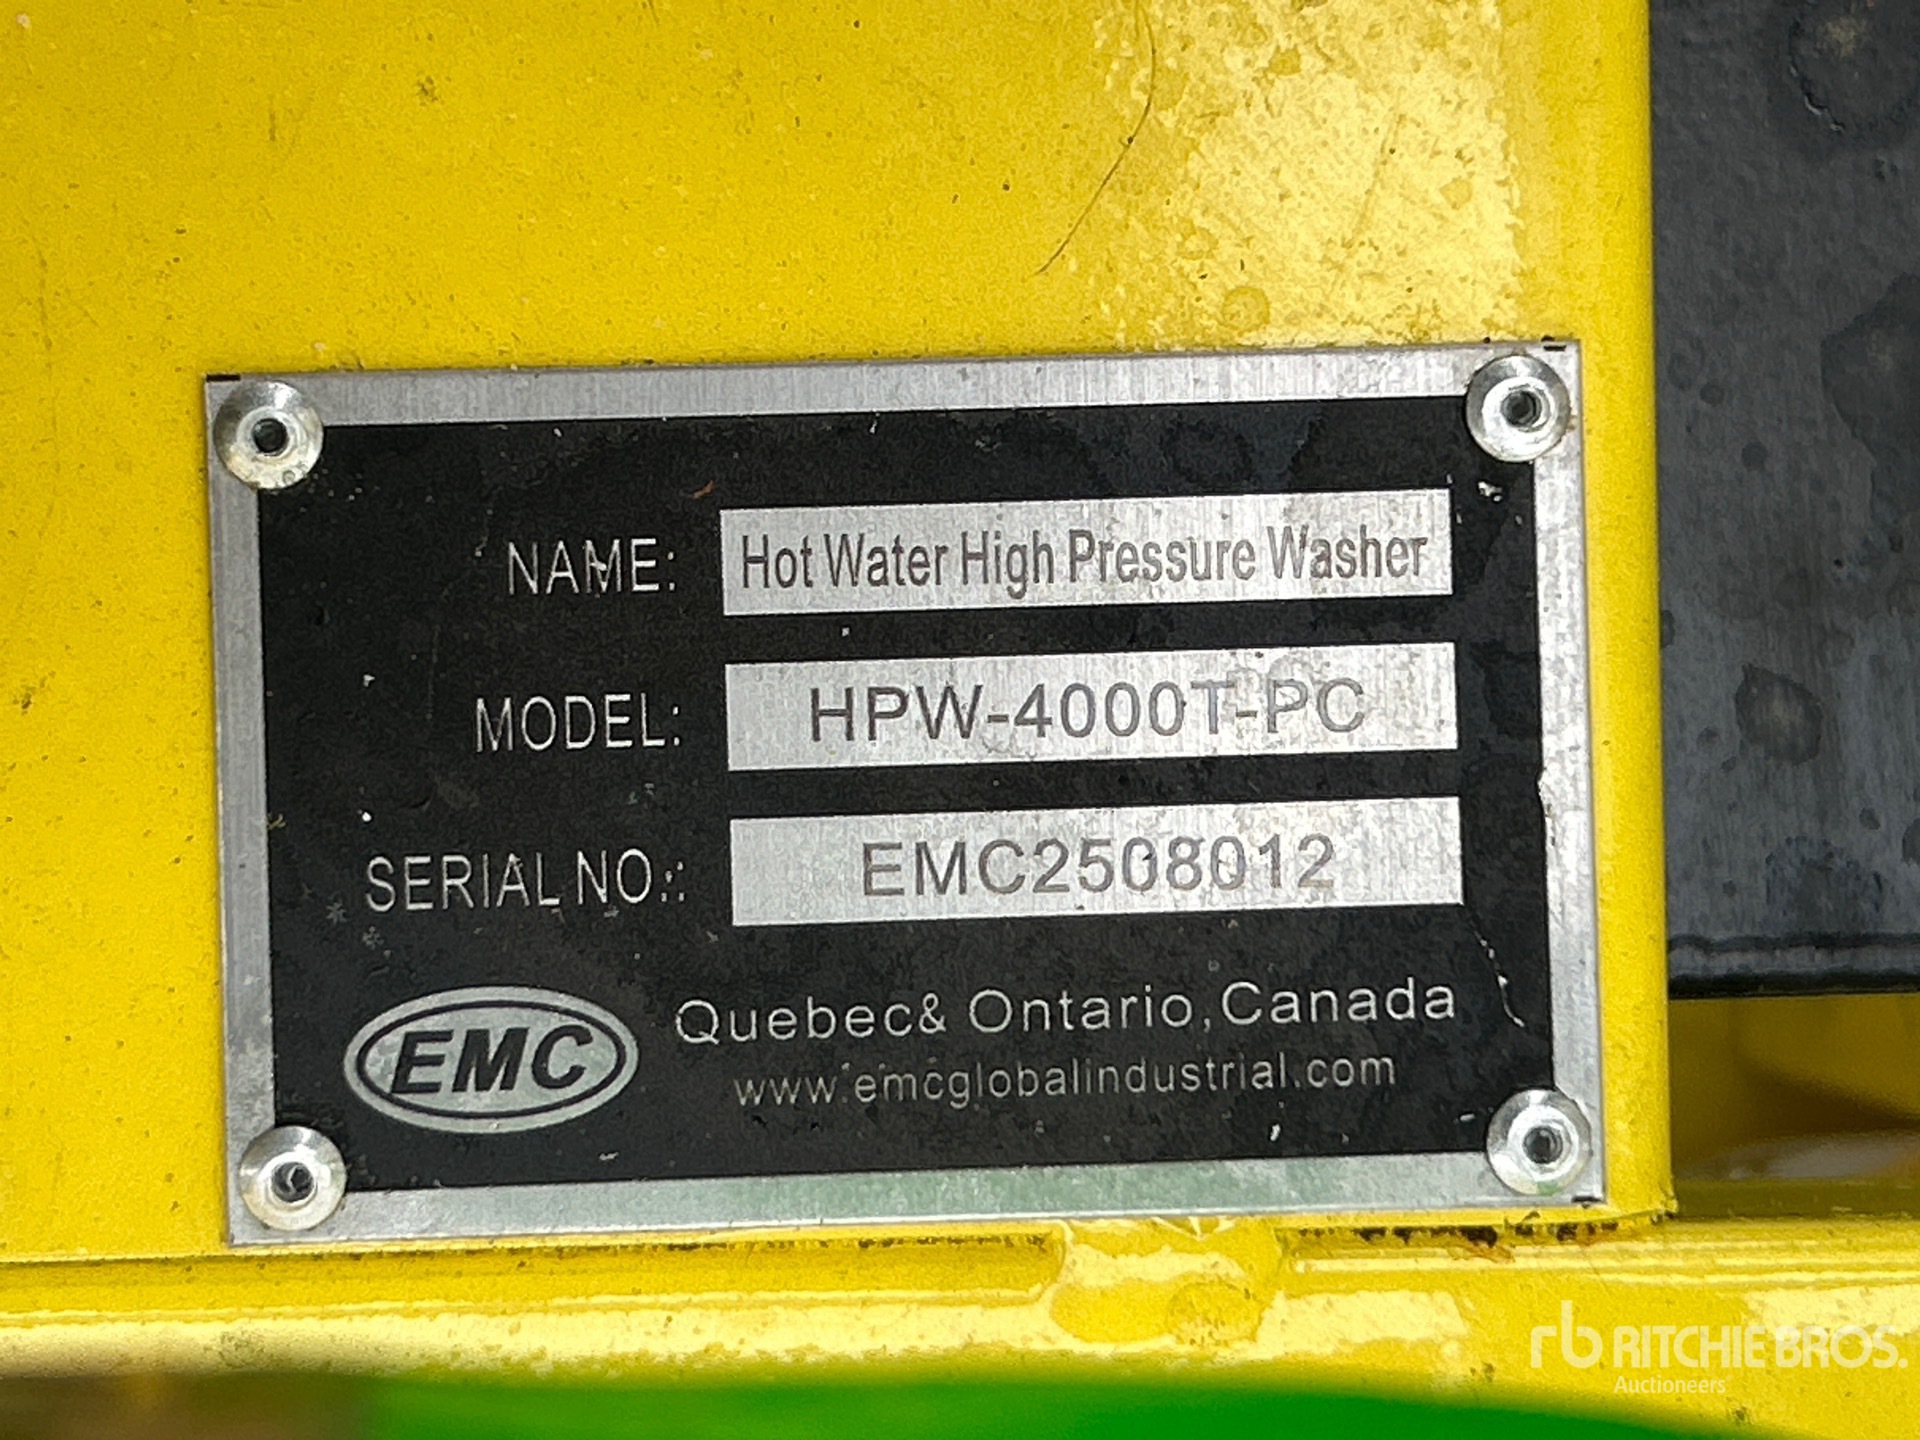 NAME: Hot Water High Pressure Washer
MODEL: HPW-4000T-PC
SERIAL NO.: EMC2508012
EMC Quebec& Ontario,Canada
www.emcglobalindustrial.com
rb RITCHIE BROS.
Auctioneers